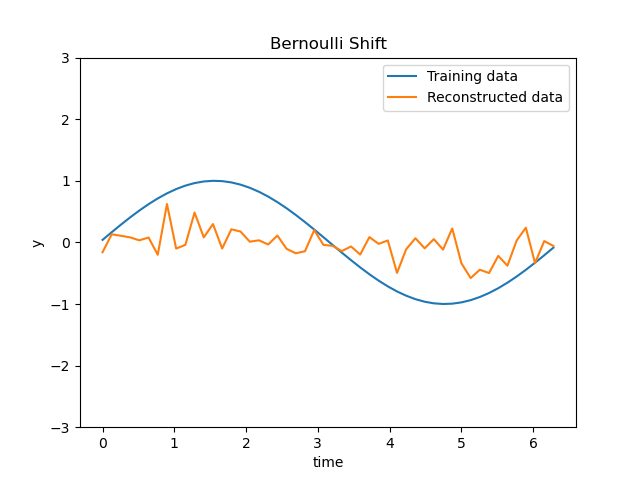 Bernoulli Shift
Training data
Reconstructed data
3
2
1
0
−1
−2
−3
y
0 1 2 3 4 5 6
time